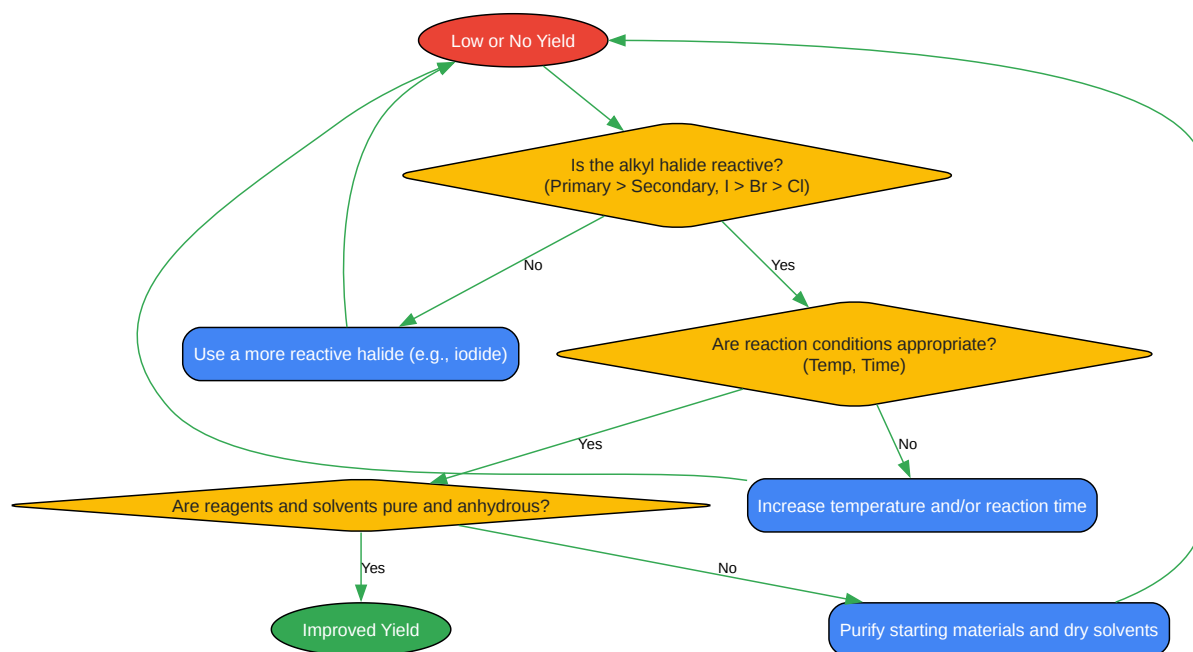 Low or No Yield
Is the alkyl halide reactive?
(Primary > Secondary, I > Br > Cl)
No
Yes
Use a more reactive halide (e.g., iodide)
Are reaction conditions appropriate?
(Temp, Time)
Yes
No
Are reagents and solvents pure and anhydrous?
Increase temperature and/or reaction time
Yes
No
Improved Yield
Purify starting materials and dry solvents